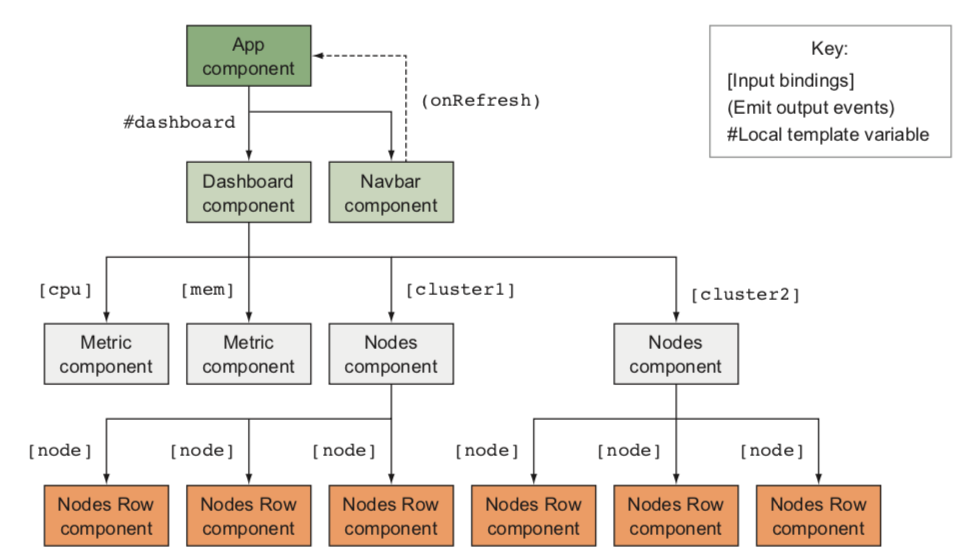 App
component
Key:
[Input bindings]
(Emit output events)
#Local template variable
(onRefresh)
#dashboard
Dashboard
component
Navbar
component
[cpu]
[mem]
[cluster1]
[cluster2]
Metric
component
Metric
component
Nodes
component
Nodes
component
[node]
[node]
[node]
[node]
[node]
[node]
Nodes Row
component
Nodes Row
component
Nodes Row
component
Nodes Row
component
Nodes Row
component
Nodes Row
component